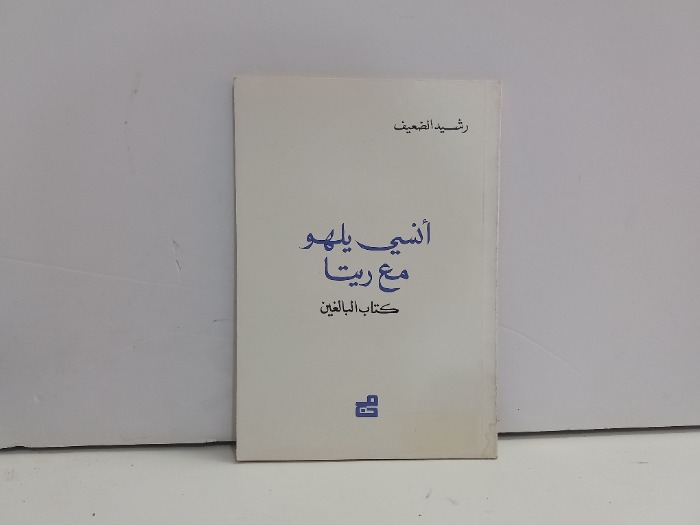 رشيد الضعيف
أنسي يلهو
مع ريتا
كتاب البالغين